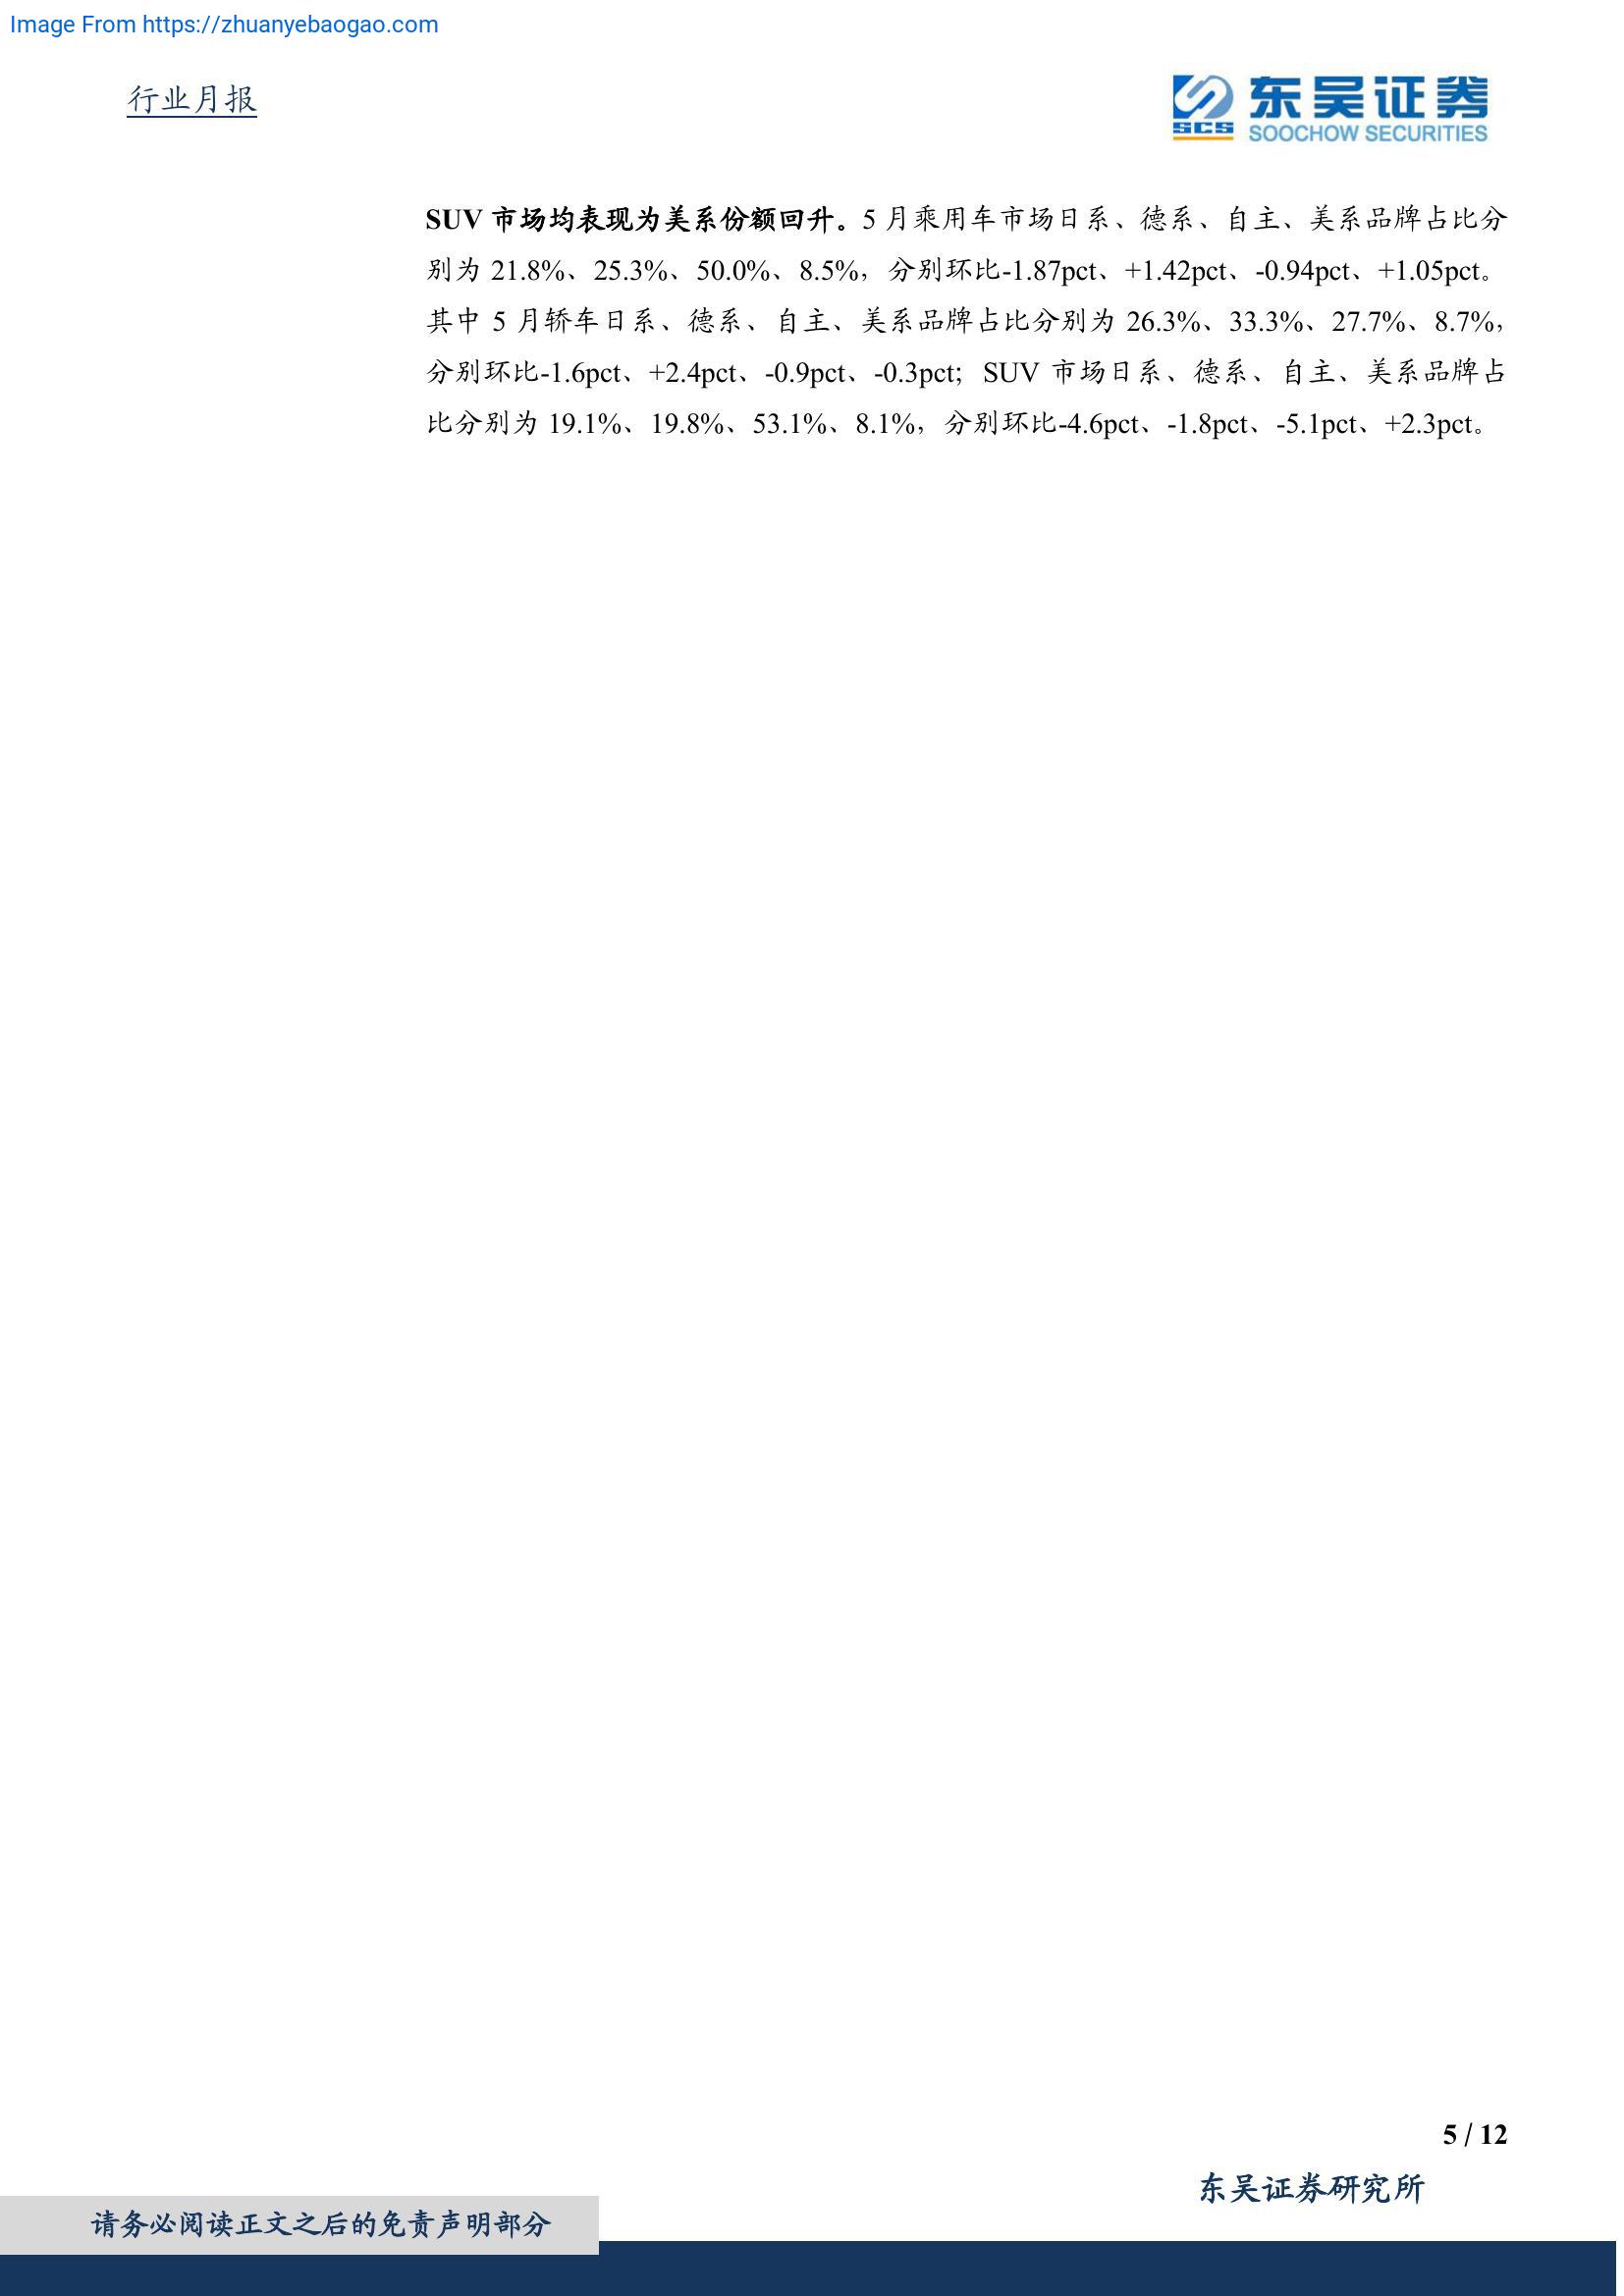 Image From https://zhuanyebaogao.com
行业月报
东吴证券
SCS
SOOCHOW SECURITIES
SUV 市场均表现为美系份额回升。5 月乘用车市场日系、德系、自主、美系品牌占比分
别为 21.8%、25.3%、50.0%、8.5%，分别环比-1.87pct、+1.42pct、-0.94pct、+1.05pct。
其中 5 月轿车日系、德系、自主、美系品牌占比分别为 26.3%、33.3%、27.7%、8.7%，
分别环比-1.6pct、+2.4pct、-0.9pct、-0.3pct；SUV 市场日系、德系、自主、美系品牌占
比分别为 19.1%、19.8%、53.1%、8.1%，分别环比-4.6pct、-1.8pct、-5.1pct、+2.3pct。
5 / 12
东吴证券研究所
请务必阅读正文之后的免责声明部分